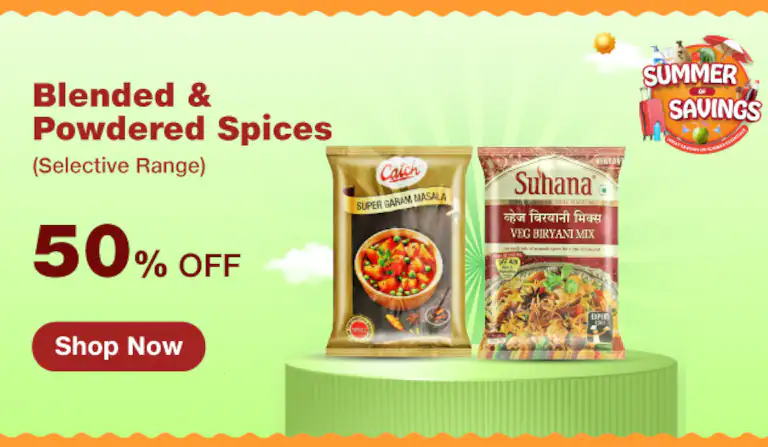 Blended &
Powdered Spices
(Selective Range)
50% OFF
Shop Now
SUMMER
OF
SAVINGS
Catch
SUPER GARAM MASALA
Suhana
व्हेज बिरयानी मिक्स
VEG BIRYANI MIX
EXPERT